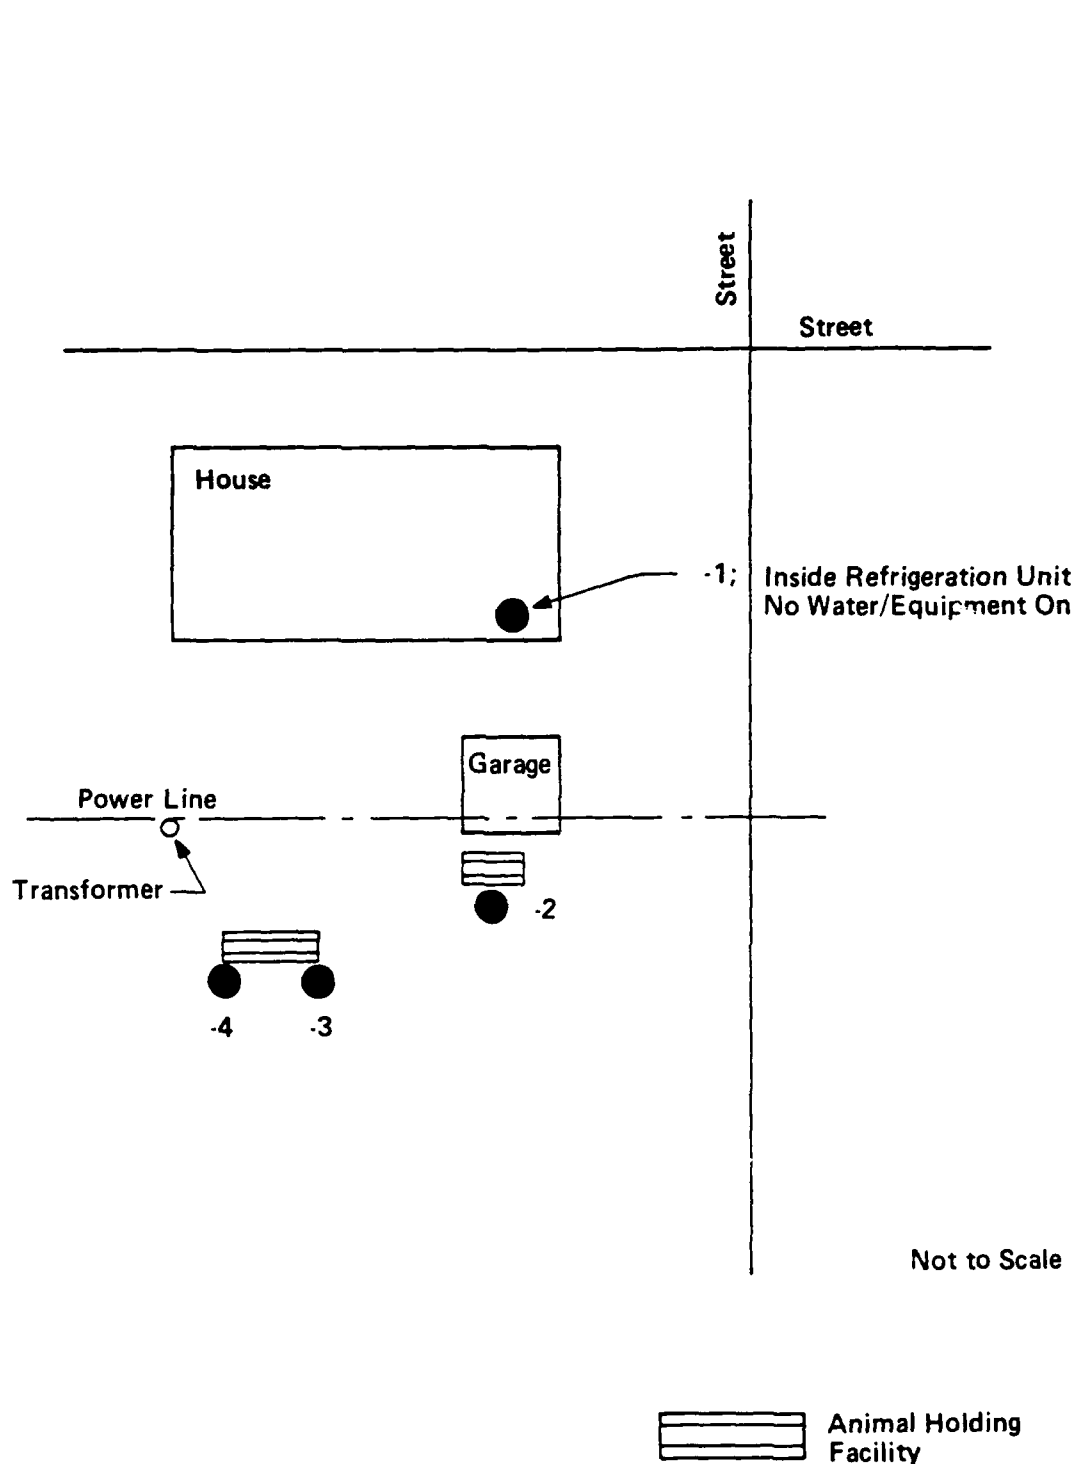 Street
Street
House
-1; Inside Refrigeration Unit
No Water/Equipment On
Garage
Power Line
Transformer
-2
-4
-3
Not to Scale
Animal Holding
Facility